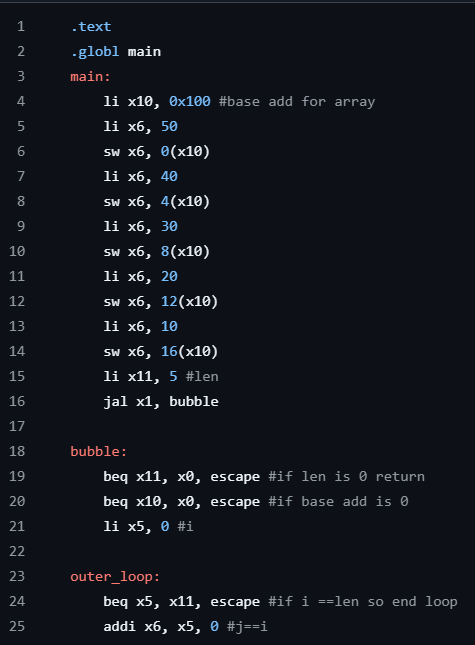 1 .text
2 .globl main
3 main:
4 li x10, 0x100 #base add for array
5 li x6, 50
6 sw x6, 0(x10)
7 li x6, 40
8 sw x6, 4(x10)
9 li x6, 30
10 sw x6, 8(x10)
11 li x6, 20
12 sw x6, 12(x10)
13 li x6, 10
14 sw x6, 16(x10)
15 li x11, 5 #len
16 jal x1, bubble
17
18 bubble:
19 beq x11, x0, escape #if len is 0 return
20 beq x10, x0, escape #if base add is 0
21 li x5, 0 #i
22
23 outer_loop:
24 beq x5, x11, escape #if i ==len so end loop
25 addi x6, x5, 0 #j==i